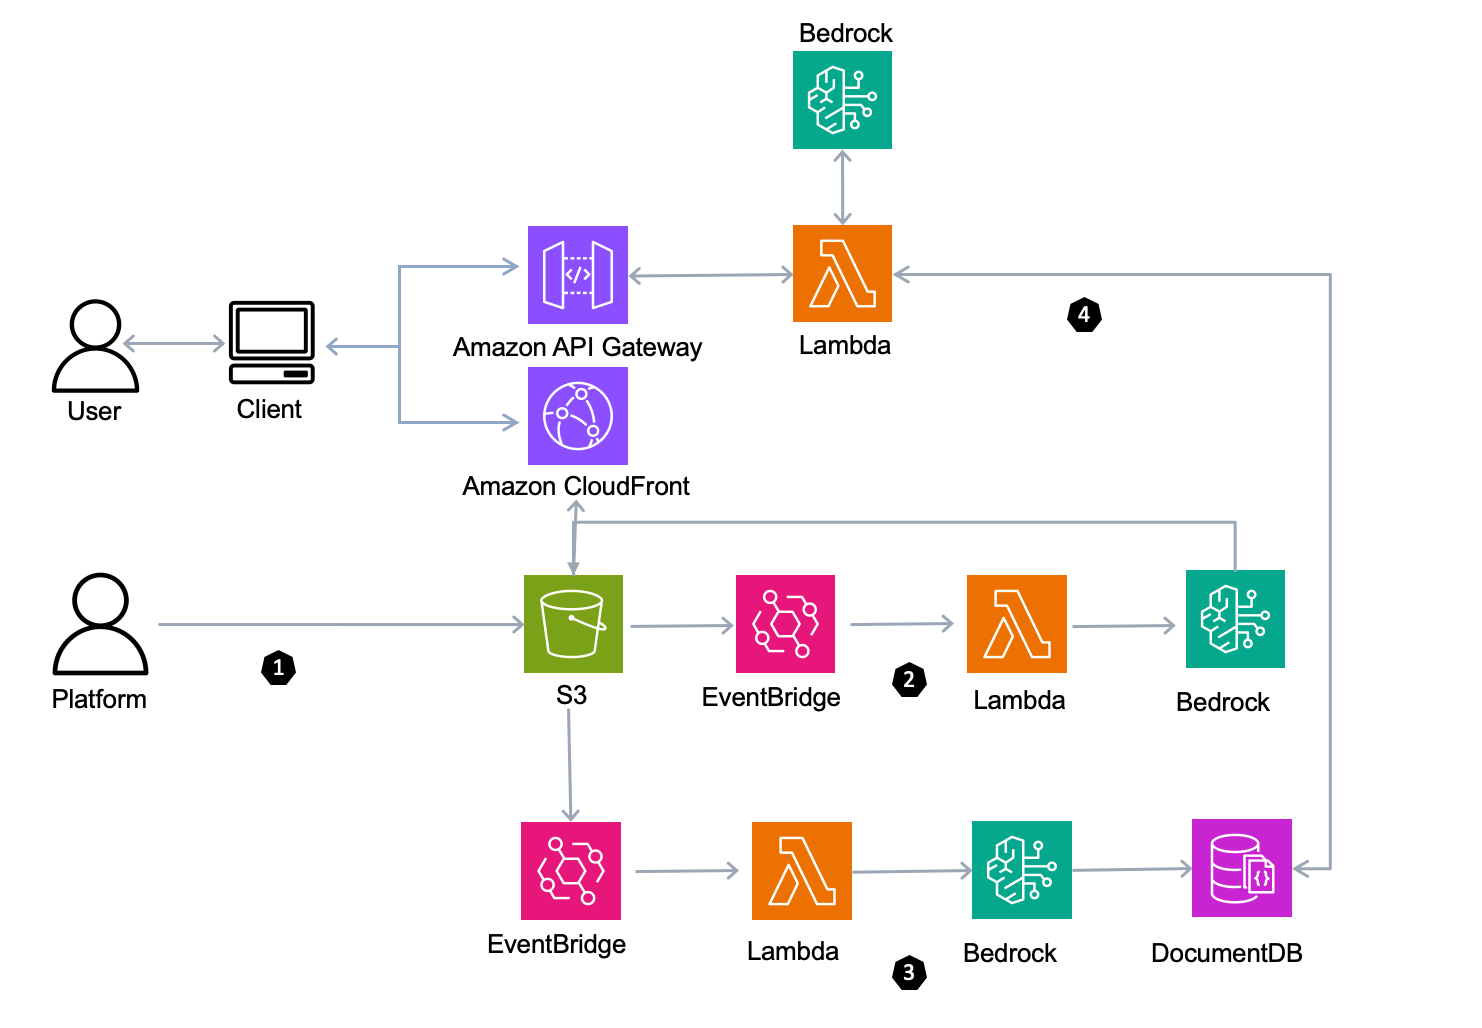 Bedrock
</>
Amazon API Gateway
Lambda
4
User
Client
Amazon CloudFront
Platform
1
S3
EventBridge
2
Lambda
Bedrock
{}
EventBridge
Lambda
3
Bedrock
DocumentDB